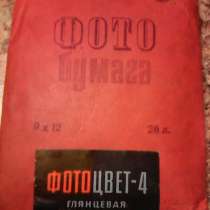 ФОТО
бумага
9 х 12
20 л.
ФОТОЦВЕТ-4
ГЛЯНЦЕВАЯ